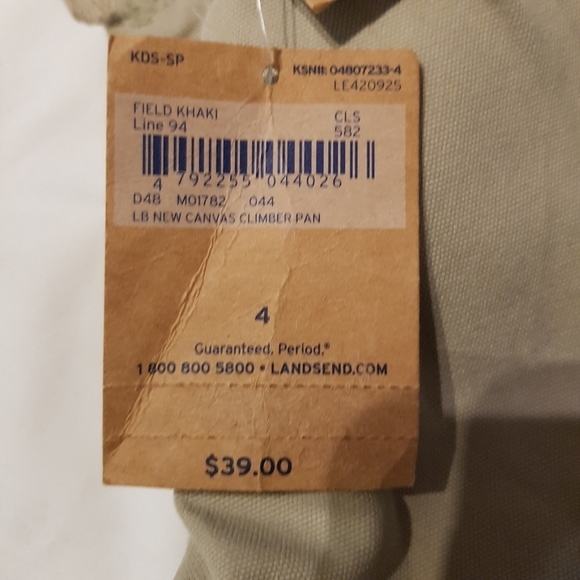 KDS-SP
KSN#: 04807233-4
LE420925
FIELD KHAKI CLS
Line 94 582
4 792255 044026
D48 M01782 .044
LB NEW CANVAS CLIMBER PAN
4
Guaranteed. Period.®
1 800 800 5800 • LANDSEND.COM
$39.00